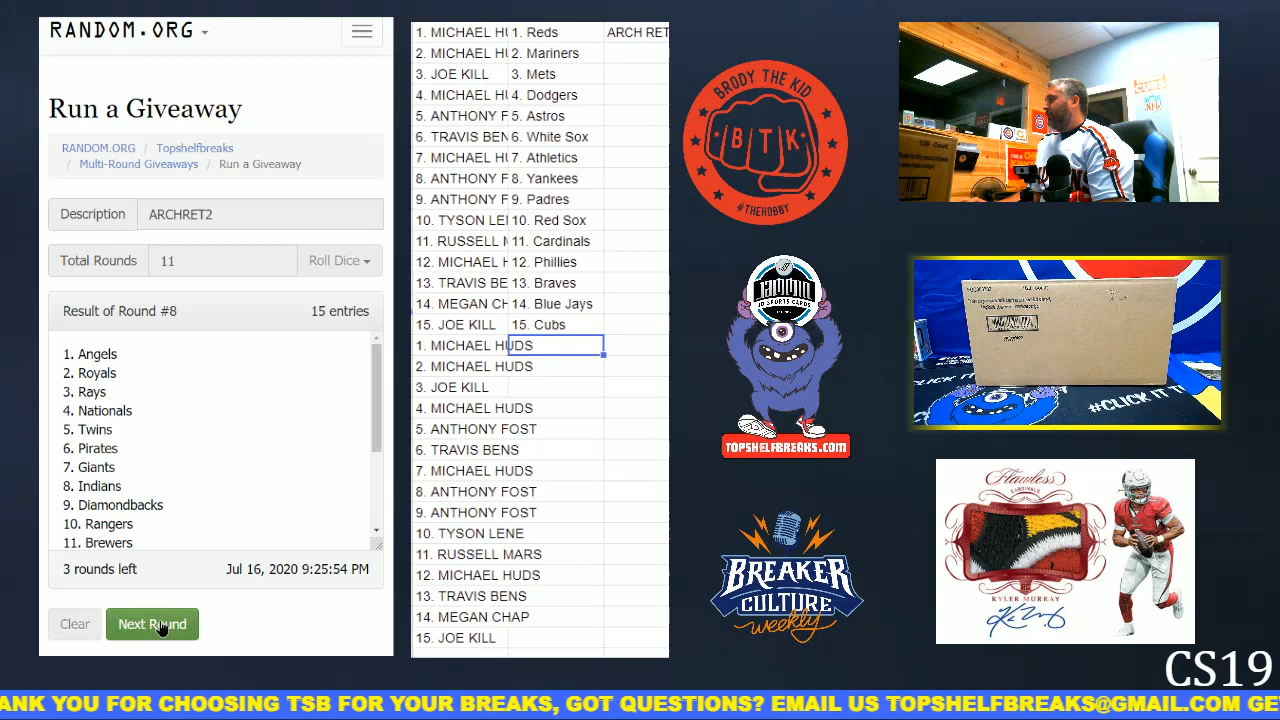 RANDOM.ORG
Run a Giveaway
RANDOM.ORG Topshelfbreaks
Multi-Round Giveaways Run a Giveaway
Description ARCHRET2
Total Rounds 11 Roll Dice
Result of Round #8 15 entries
1. Angels
2. Royals
3. Rays
4. Nationals
5. Twins
6. Pirates
7. Giants
8. Indians
9. Diamondbacks
10. Rangers
11. Brewers
3 rounds left Jul 16, 2020 9:25:54 PM
Clear Next Round
1. MICHAEL HU 1. Reds ARCH RET
2. MICHAEL HU 2. Mariners
3. JOE KILL 3. Mets
4. MICHAEL HU 4. Dodgers
5. ANTHONY F 5. Astros
6. TRAVIS BEN 6. White Sox
7. MICHAEL HU 7. Athletics
8. ANTHONY F 8. Yankees
9. ANTHONY F 9. Padres
10. TYSON LE 10. Red Sox
11. RUSSELL M 11. Cardinals
12. MICHAEL H 12. Phillies
13. TRAVIS BE 13. Braves
14. MEGAN CH 14. Blue Jays
15. JOE KILL 15. Cubs
1. MICHAEL HUDS
2. MICHAEL HUDS
3. JOE KILL
4. MICHAEL HUDS
5. ANTHONY FOST
6. TRAVIS BENS
7. MICHAEL HUDS
8. ANTHONY FOST
9. ANTHONY FOST
10. TYSON LENE
11. RUSSELL MARS
12. MICHAEL HUDS
13. TRAVIS BENS
14. MEGAN CHAP
15. JOE KILL
BRODY THE KID
BTK
#THEHOBBY
JD SPORTS CARDS
TOPSHELFBREAKS.COM
BREAKER
CULTURE
weekly
#CLICK IT
Flawless
CARDINALS
RC
KYLER MURRAY
CS19
ANK YOU FOR CHOOSING TSB FOR YOUR BREAKS, GOT QUESTIONS? EMAIL US TOPSHELFBREAKS@GMAIL.COM GE